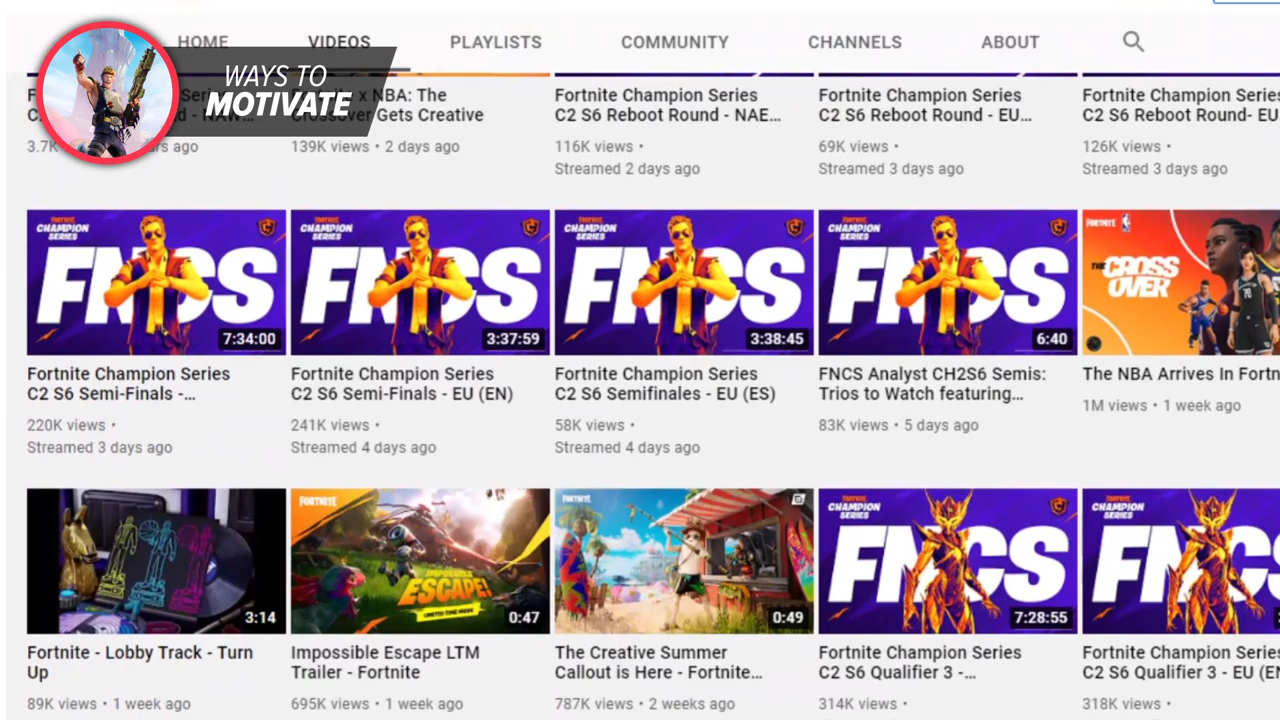 HOME
VIDEOS
PLAYLISTS
COMMUNITY
CHANNELS
ABOUT
WAYS TO
MOTIVATE
x NBA: The
Gets Creative
139K views • 2 days ago
Fortnite Champion Series
C2 S6 Reboot Round - NAE...
116K views •
Streamed 2 days ago
Fortnite Champion Series
C2 S6 Reboot Round - EU...
69K views •
Streamed 3 days ago
Fortnite Champion Series
C2 S6 Reboot Round- EU
126K views •
Streamed 3 days ago
FORTNITE
CHAMPION
SERIES
FNCS
7:34:00
FORTNITE
CHAMPION
SERIES
FNCS
3:37:59
FORTNITE
CHAMPION
SERIES
FNCS
3:38:45
FORTNITE
CHAMPION
SERIES
FNCS
6:40
FORTNITE
THE CROSS
OVER
Fortnite Champion Series
C2 S6 Semi-Finals -...
220K views •
Streamed 3 days ago
Fortnite Champion Series
C2 S6 Semi-Finals - EU (EN)
241K views •
Streamed 4 days ago
Fortnite Champion Series
C2 S6 Semifinales - EU (ES)
58K views •
Streamed 4 days ago
FNCS Analyst CH2S6 Semis:
Trios to Watch featuring...
83K views • 5 days ago
The NBA Arrives In Fortn
1M views • 1 week ago
3:14
FORTNITE
IMPOSSIBLE
ESCAPE!
LIMITED TIME MODE
0:47
FORTNITE
0:49
FORTNITE
CHAMPION
SERIES
FNCS
7:28:55
FORTNITE
CHAMPION
SERIES
FNCS
Fortnite - Lobby Track - Turn
Up
89K views • 1 week ago
Impossible Escape LTM
Trailer - Fortnite
695K views • 1 week ago
The Creative Summer
Callout is Here - Fortnite...
787K views • 2 weeks ago
Fortnite Champion Series
C2 S6 Qualifier 3 -...
314K views •
Fortnite Champion Series
C2 S6 Qualifier 3 - EU (EN
318K views •